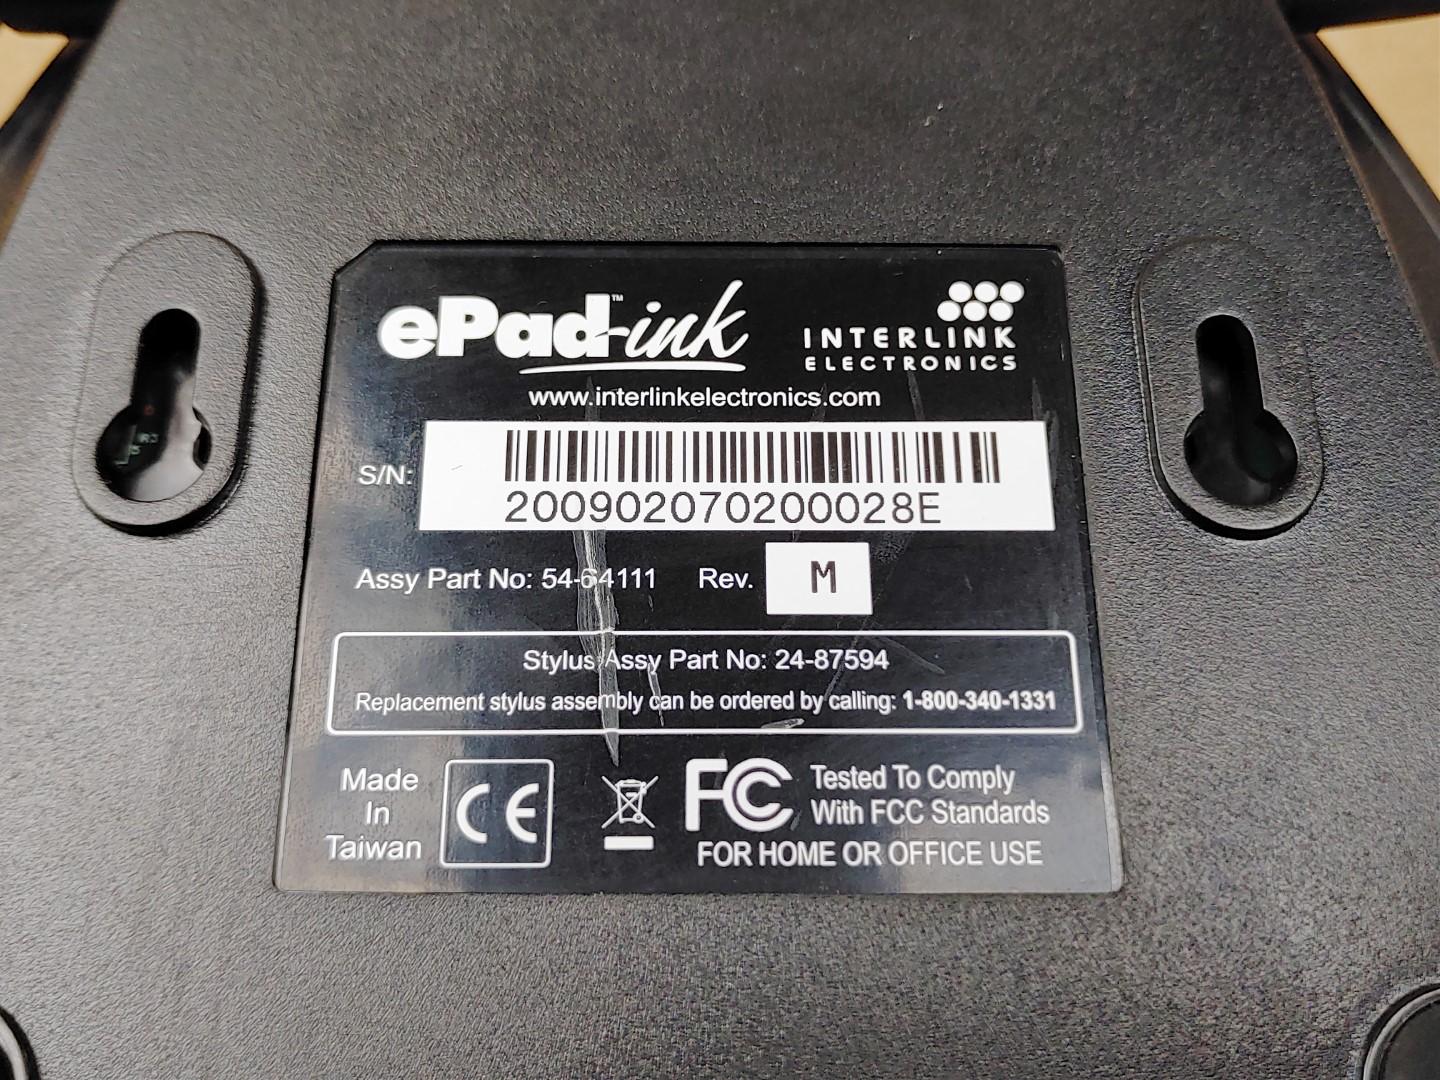 ePad-ink™
INTERLINK
ELECTRONICS
www.interlinkelectronics.com
S/N:
200902070200028E
Assy Part No: 54-64111 Rev. M
Stylus Assy Part No: 24-87594
Replacement stylus assembly can be ordered by calling: 1-800-340-1331
Made
In
Taiwan
CE
FC
Tested To Comply
With FCC Standards
FOR HOME OR OFFICE USE